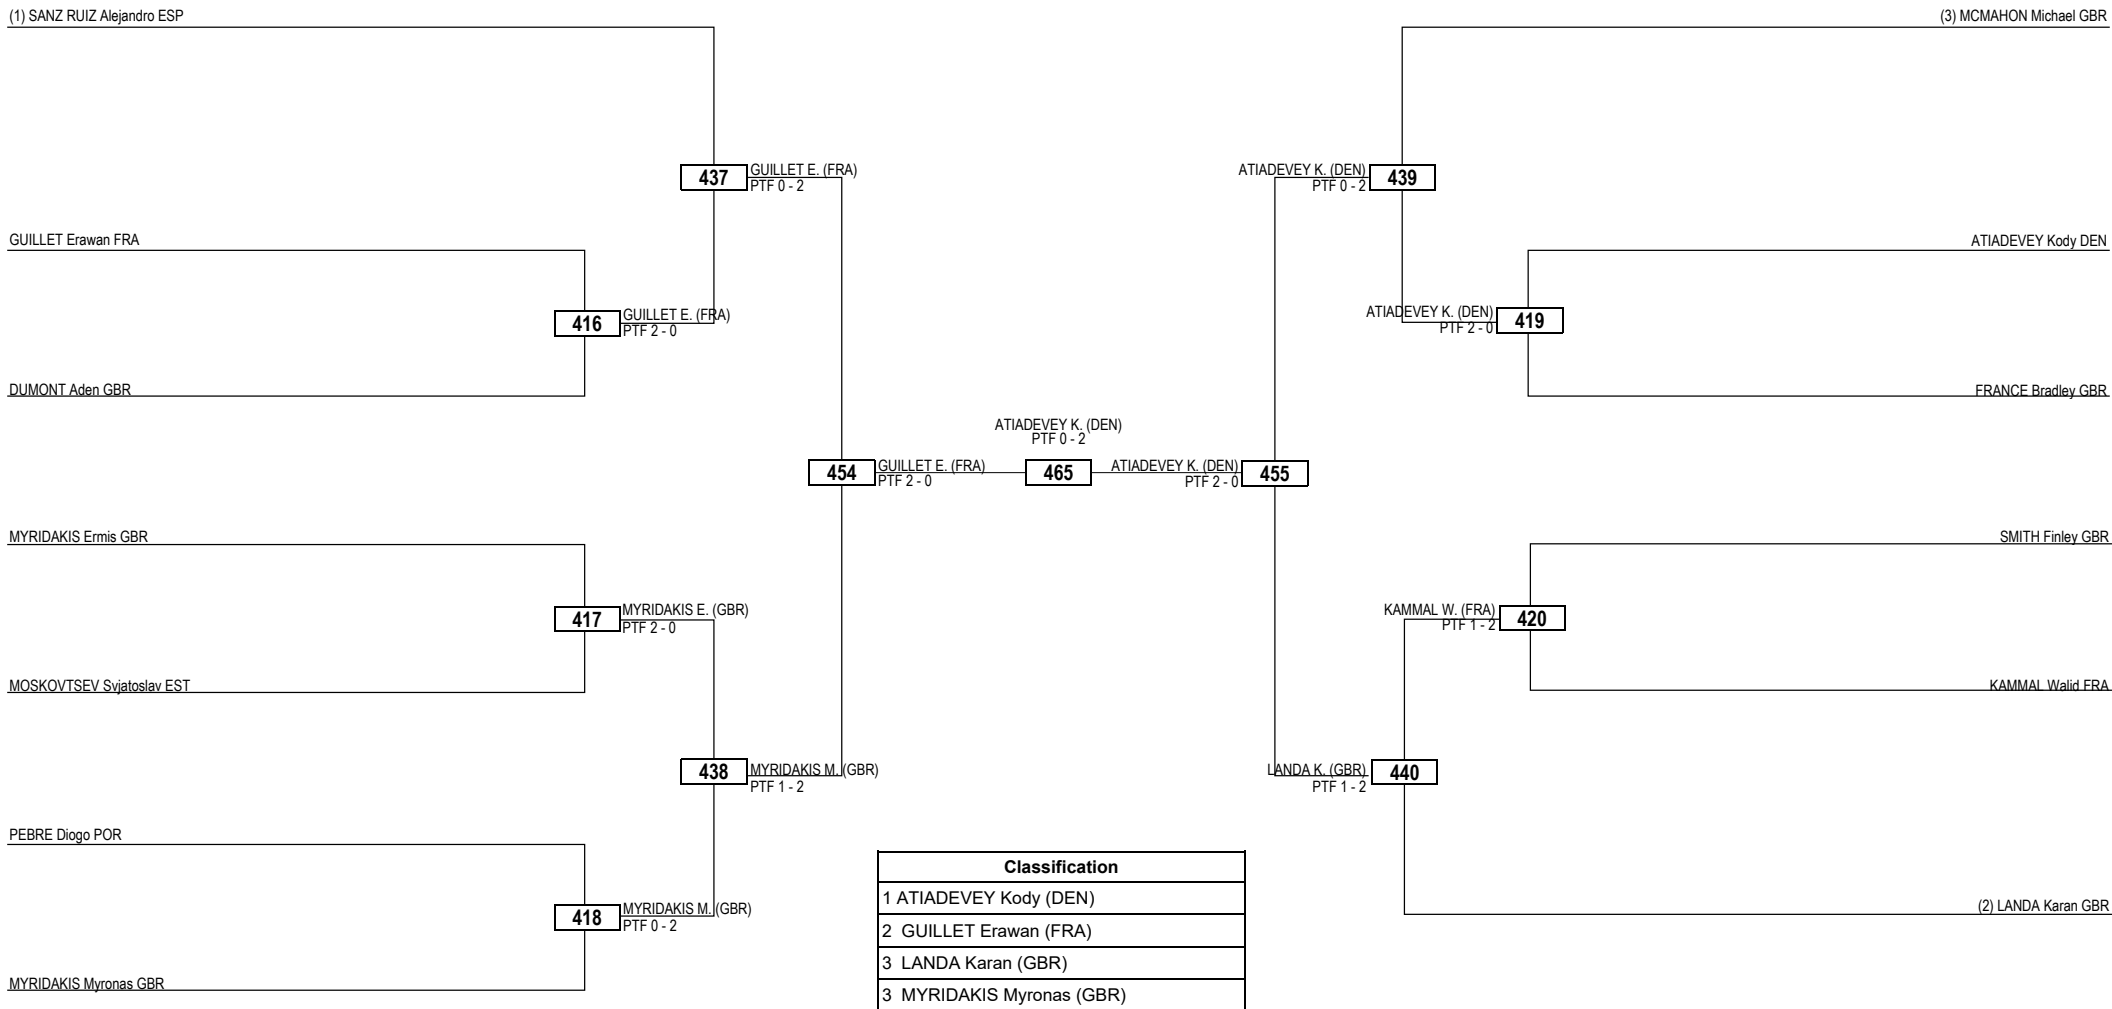 (1) SANZ RUIZ Alejandro ESP
(3) MCMAHON Michael GBR
437
GUILLET E. (FRA)
PTF 0 - 2
ATIADEVEY K. (DEN)
PTF 0 - 2
439
GUILLET Erawan FRA
ATIADEVEY Kody DEN
416
GUILLET E. (FRA)
PTF 2 - 0
ATIADEVEY K. (DEN)
PTF 2 - 0
419
DUMONT Aden GBR
FRANCE Bradley GBR
ATIADEVEY K. (DEN)
PTF 0 - 2
454
GUILLET E. (FRA)
PTF 2 - 0
465
ATIADEVEY K. (DEN)
PTF 2 - 0
455
MYRIDAKIS Ermis GBR
SMITH Finley GBR
417
MYRIDAKIS E. (GBR)
PTF 2 - 0
KAMMAL W. (FRA)
PTF 1 - 2
420
MOSKOVTSEV Svjatoslav EST
KAMMAL Walid FRA
438
MYRIDAKIS M. (GBR)
PTF 1 - 2
LANDA K. (GBR)
PTF 1 - 2
440
PEBRE Diogo POR
418
MYRIDAKIS M. (GBR)
PTF 0 - 2
(2) LANDA Karan GBR
MYRIDAKIS Myronas GBR
Classification
1 ATIADEVEY Kody (DEN)
2 GUILLET Erawan (FRA)
3 LANDA Karan (GBR)
3 MYRIDAKIS Myronas (GBR)